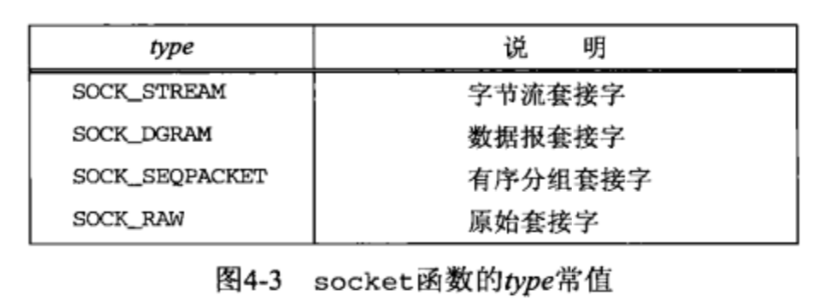 type 说 明
SOCK_STREAM 字节流套接字
SOCK_DGRAM 数据报套接字
SOCK_SEQPACKET 有序分组套接字
SOCK_RAW 原始套接字
图4-3 socket函数的type常值